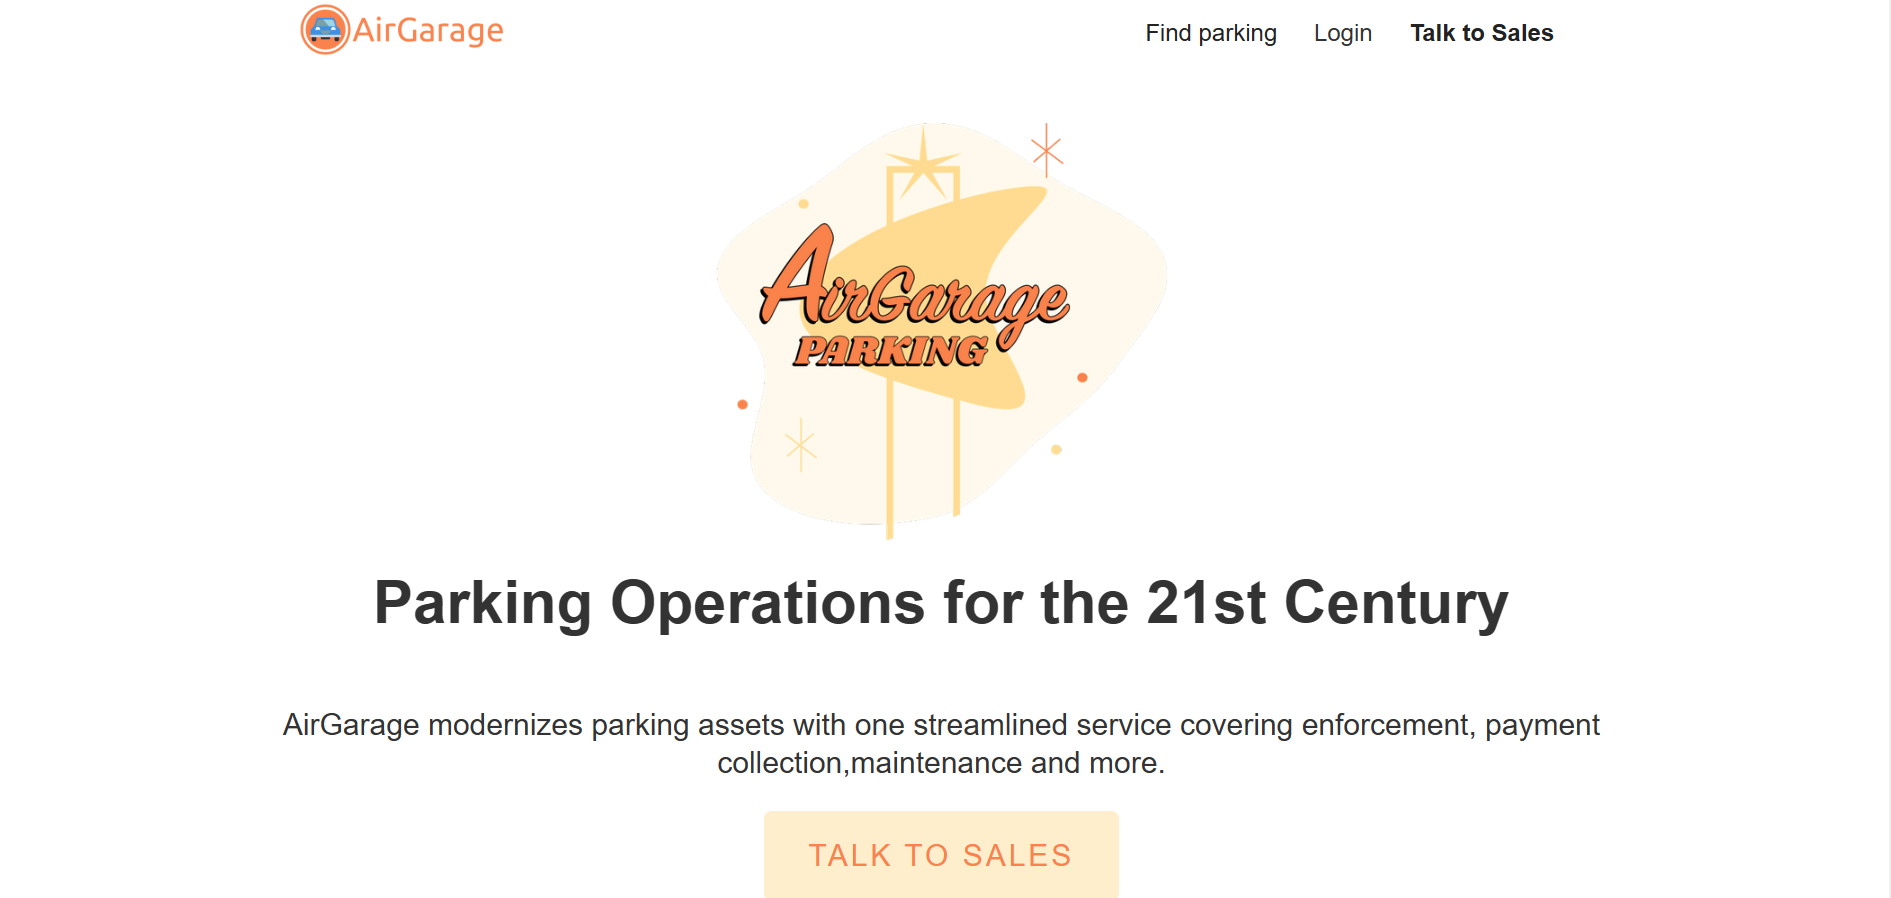 AirGarage
Find parking
Login
Talk to Sales
AirGarage
PARKING
Parking Operations for the 21st Century
AirGarage modernizes parking assets with one streamlined service covering enforcement, payment
collection,maintenance and more.
TALK TO SALES